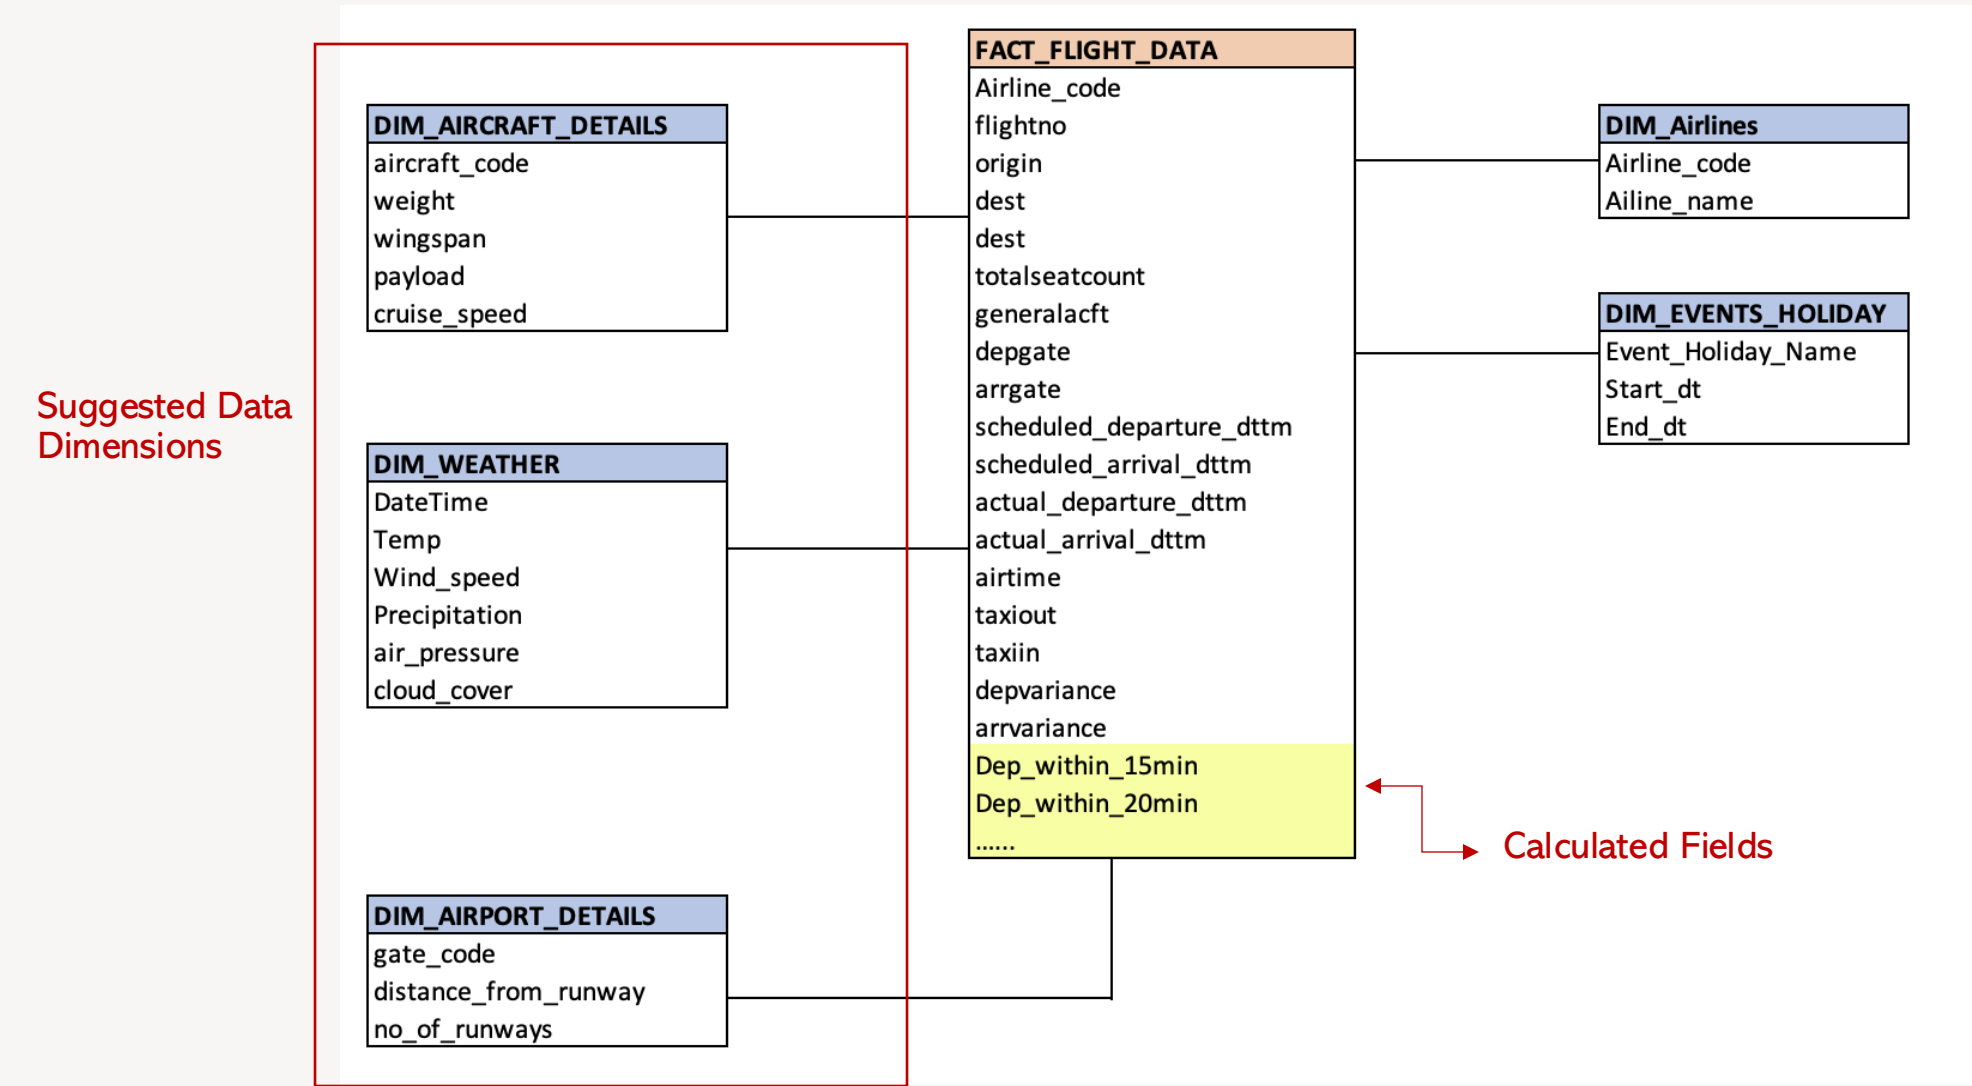 Suggested Data
Dimensions
DIM_AIRCRAFT_DETAILS
aircraft_code
weight
wingspan
payload
cruise_speed
DIM_WEATHER
DateTime
Temp
Wind_speed
Precipitation
air_pressure
cloud_cover
DIM_AIRPORT_DETAILS
gate_code
distance_from_runway
no_of_runways
FACT_FLIGHT_DATA
Airline_code
flightno
origin
dest
dest
totalseatcount
generalacft
depgate
arrgate
scheduled_departure_dttm
scheduled_arrival_dttm
actual_departure_dttm
actual_arrival_dttm
airtime
taxiout
taxiin
depvariance
arrvariance
Dep_within_15min
Dep_within_20min
......
DIM_Airlines
Airline_code
Ailine_name
DIM_EVENTS_HOLIDAY
Event_Holiday_Name
Start_dt
End_dt
Calculated Fields